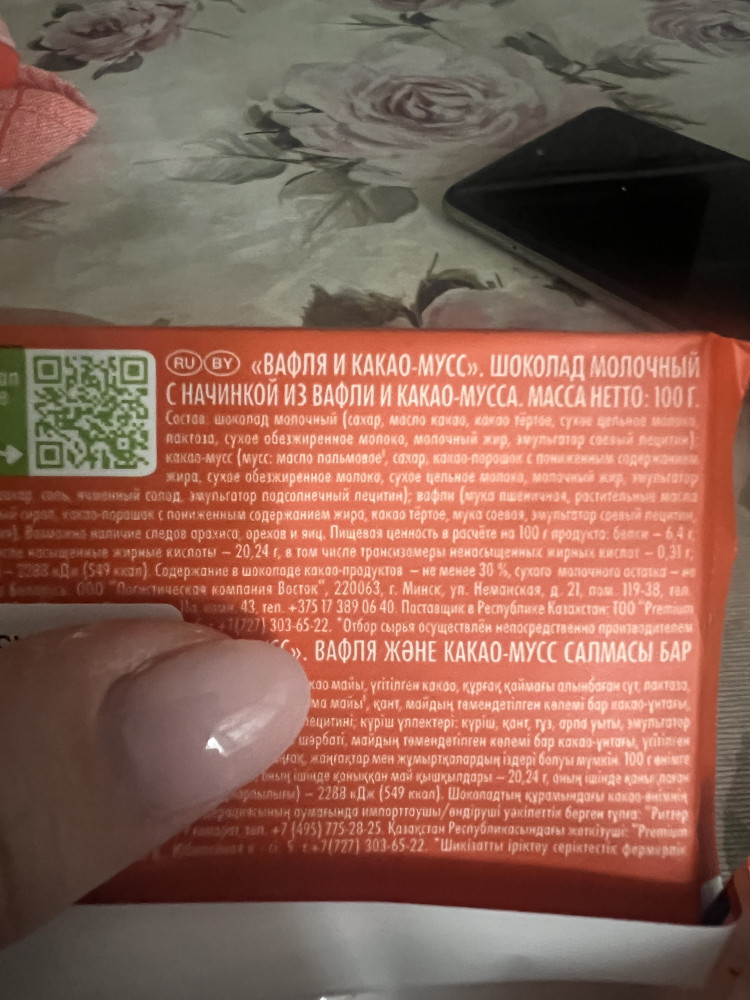 RU BY «ВАФЛЯ И КАКАО-МУСС». ШОКОЛАД МОЛОЧНЫЙ
С НАЧИНКОЙ ИЗ ВАФЛИ И КАКАО-МУССА. МАССА НЕТТО: 100 Г.
Состав: шоколад молочный (сахар, масло какао, какао тёртое, сухое цельное молоко,
лактоза, сухое обезжиренное молоко, молочный жир, эмульгатор соевый лецитин);
какао-мусс (мусс: масло пальмовое¹, сахар, какао-порошок с пониженным содержанием
жира, сухое обезжиренное молоко, сухое цельное молоко, молочный жир, эмульгатор
сахар, соль, ячменный солод, эмульгатор подсолнечный лецитин); вафли (мука пшеничная, растительные масла
сироп, какао-порошок с пониженным содержанием жира, какао тёртое, мука соевая, эмульгатор соевый лецитин,
Возможно наличие следов арахиса, орехов и яиц. Пищевая ценность в расчёте на 100 г продукта: белки – 6,4 г,
насыщенные жирные кислоты – 20,24 г, в том числе трансизомеры ненасыщенных жирных кислот – 0,31 г,
– 2288 кДж (549 ккал). Содержание в шоколаде какао-продуктов – не менее 30 %, сухого молочного остатка – не
Беларусь: ООО "Логистическая компания Восток", 220063, г. Минск, ул. Неманская, д. 21, пом. 119-38, тел.
43, тел. +375 17 389 06 40. Поставщик в Республике Казахстан: ТОО "Premium
(727) 303-65-22. *Отбор сырья осуществлён непосредственно производителем
ВАФЛЯ ЖӘНЕ КАКАО-МУСС САЛМАСЫ БАР
майы, үгітілген какао, құрғақ қаймағы алынбаған сүт, лактоза,
майы¹, қант, майдың төмендетілген көлемі бар какао-ұнтағы,
лецитині; күріш үлпектері: күріш, қант, тұз, арпа уыты, эмульгатор
шәрбаті, майдың төмендетілген көлемі бар какао-ұнтағы, үгітілген
жаңғақтар мен жұмыртқалардың іздері болуы мүмкін. 100 г өнімге
оның ішінде қаныққан май қышқылдары – 20,24 г, оның ішінде қанықпаған
– 2288 кДж (549 ккал). Шоколадтың құрамындағы какао-өнімнің
аумағында импорттаушы/өндіруші уәкілеттік берген тұлға: "Риттер
тел. +7 (495) 775-28-25. Қазақстан Республикасындағы жеткізуші: "Premium
+7(727) 303-65-22. *Шикізатты іріктеу серіктестік фермерлік